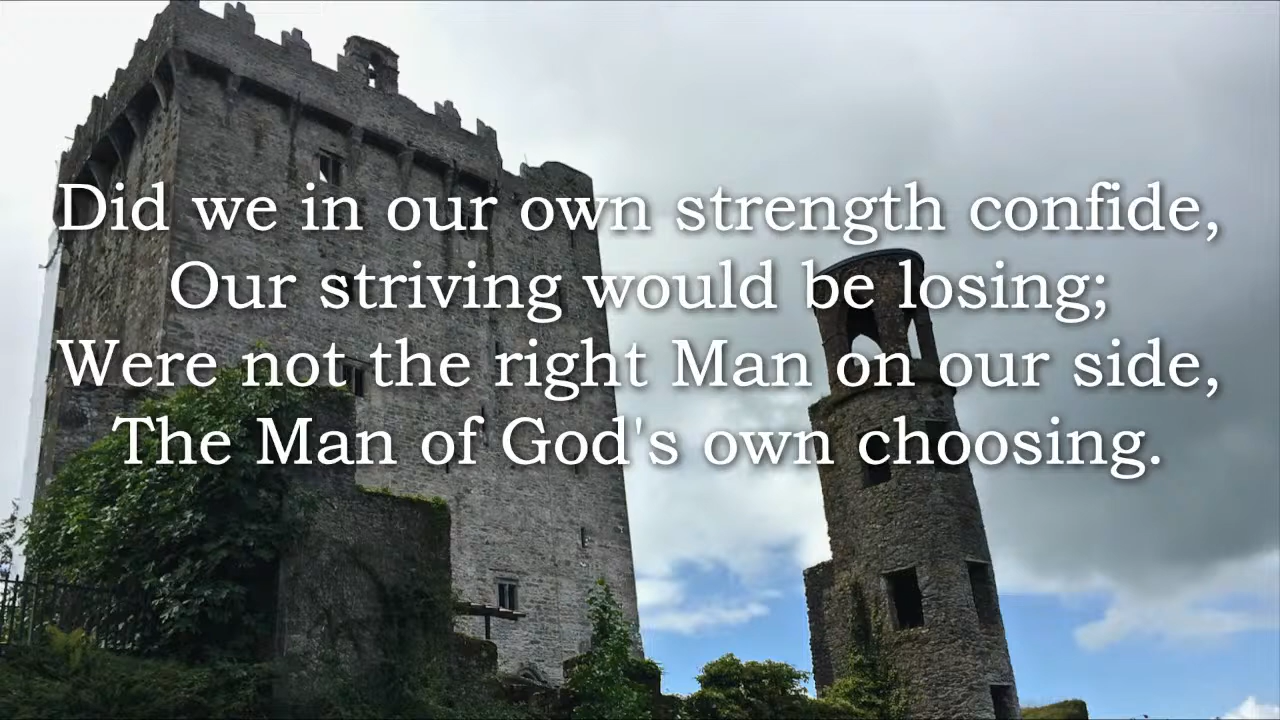 Did we in our own strength confide,
Our striving would be losing;
Were not the right Man on our side,
The Man of God's own choosing.